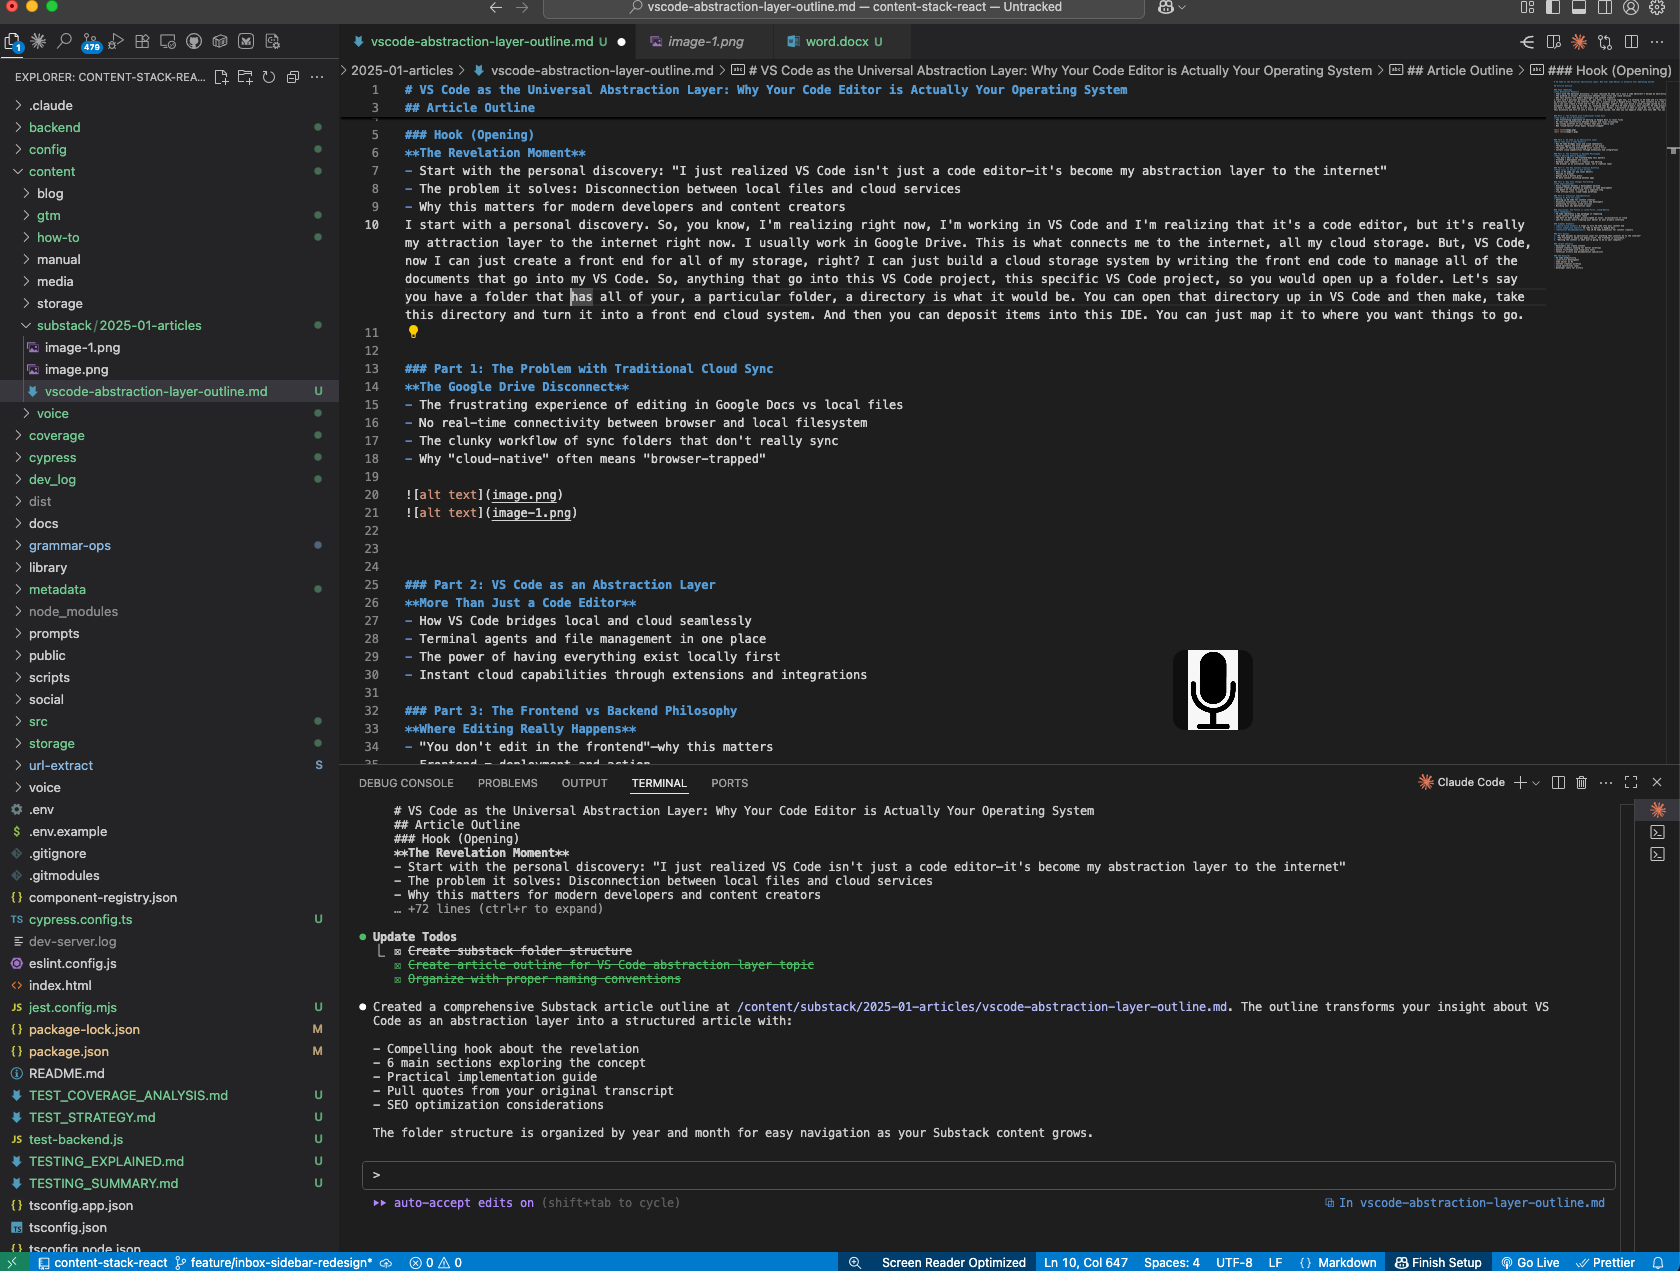 vscode-abstraction-layer-outline.md — content-stack-react — Untracked
1
479
vscode-abstraction-layer-outline.md U
image-1.png
word.docx U
EXPLORER: CONTENT-STACK-REA...
2025-01-articles > vscode-abstraction-layer-outline.md > # VS Code as the Universal Abstraction Layer: Why Your Code Editor is Actually Your Operating System > ## Article Outline > ### Hook (Opening)
.claude
backend
config
content
blog
gtm
how-to
manual
media
storage
substack/2025-01-articles
image-1.png
image.png
vscode-abstraction-layer-outline.md U
voice
coverage
cypress
dev_log
dist
docs
grammar-ops
library
metadata
node_modules
prompts
public
scripts
social
src
storage
url-extract S
voice
.env
$ .env.example
.gitignore
.gitmodules
{} component-registry.json
TS cypress.config.ts U
dev-server.log
eslint.config.js
<> index.html
JS jest.config.mjs U
{} package-lock.json M
{} package.json M
README.md
TEST_COVERAGE_ANALYSIS.md U
TEST_STRATEGY.md U
JS test-backend.js U
TESTING_EXPLAINED.md U
TESTING_SUMMARY.md U
{} tsconfig.app.json
tsconfig.json
{} tsconfig.node.json
1 # VS Code as the Universal Abstraction Layer: Why Your Code Editor is Actually Your Operating System
3 ## Article Outline
5 ### Hook (Opening)
6 **The Revelation Moment**
7 - Start with the personal discovery: "I just realized VS Code isn't just a code editor—it's become my abstraction layer to the internet"
8 - The problem it solves: Disconnection between local files and cloud services
9 - Why this matters for modern developers and content creators
10 I start with a personal discovery. So, you know, I'm realizing right now, I'm working in VS Code and I'm realizing that it's a code editor, but it's really
my attraction layer to the internet right now. I usually work in Google Drive. This is what connects me to the internet, all my cloud storage. But, VS Code,
now I can just create a front end for all of my storage, right? I can just build a cloud storage system by writing the front end code to manage all of the
documents that go into my VS Code. So, anything that go into this VS Code project, this specific VS Code project, so you would open up a folder. Let's say
you have a folder that has all of your, a particular folder, a directory is what it would be. You can open that directory up in VS Code and then make, take
this directory and turn it into a front end cloud system. And then you can deposit items into this IDE. You can just map it to where you want things to go.
11
12
13 ### Part 1: The Problem with Traditional Cloud Sync
14 **The Google Drive Disconnect**
15 - The frustrating experience of editing in Google Docs vs local files
16 - No real-time connectivity between browser and local filesystem
17 - The clunky workflow of sync folders that don't really sync
18 - Why "cloud-native" often means "browser-trapped"
19
20 ![alt text](image.png)
21 ![alt text](image-1.png)
22
23
24
25 ### Part 2: VS Code as an Abstraction Layer
26 **More Than Just a Code Editor**
27 - How VS Code bridges local and cloud seamlessly
28 - Terminal agents and file management in one place
29 - The power of having everything exist locally first
30 - Instant cloud capabilities through extensions and integrations
31
32 ### Part 3: The Frontend vs Backend Philosophy
33 **Where Editing Really Happens**
34 - "You don't edit in the frontend"—why this matters
35 - Frontend = deployment and action
DEBUG CONSOLE PROBLEMS OUTPUT TERMINAL PORTS
Claude Code
# VS Code as the Universal Abstraction Layer: Why Your Code Editor is Actually Your Operating System
## Article Outline
### Hook (Opening)
**The Revelation Moment**
- Start with the personal discovery: "I just realized VS Code isn't just a code editor—it's become my abstraction layer to the internet"
- The problem it solves: Disconnection between local files and cloud services
- Why this matters for modern developers and content creators
… +72 lines (ctrl+r to expand)
Update Todos
Create substack folder structure
Create article outline for VS Code abstraction layer topic
Organize with proper naming conventions
Created a comprehensive Substack article outline at /content/substack/2025-01-articles/vscode-abstraction-layer-outline.md. The outline transforms your insight about VS
Code as an abstraction layer into a structured article with:
- Compelling hook about the revelation
- 6 main sections exploring the concept
- Practical implementation guide
- Pull quotes from your original transcript
- SEO optimization considerations
The folder structure is organized by year and month for easy navigation as your Substack content grows.
>
auto-accept edits on (shift+tab to cycle)
In vscode-abstraction-layer-outline.md
content-stack-react feature/inbox-sidebar-redesign* 0 0
Screen Reader Optimized Ln 10, Col 647 Spaces: 4 UTF-8 LF {} Markdown Finish Setup Go Live Prettier